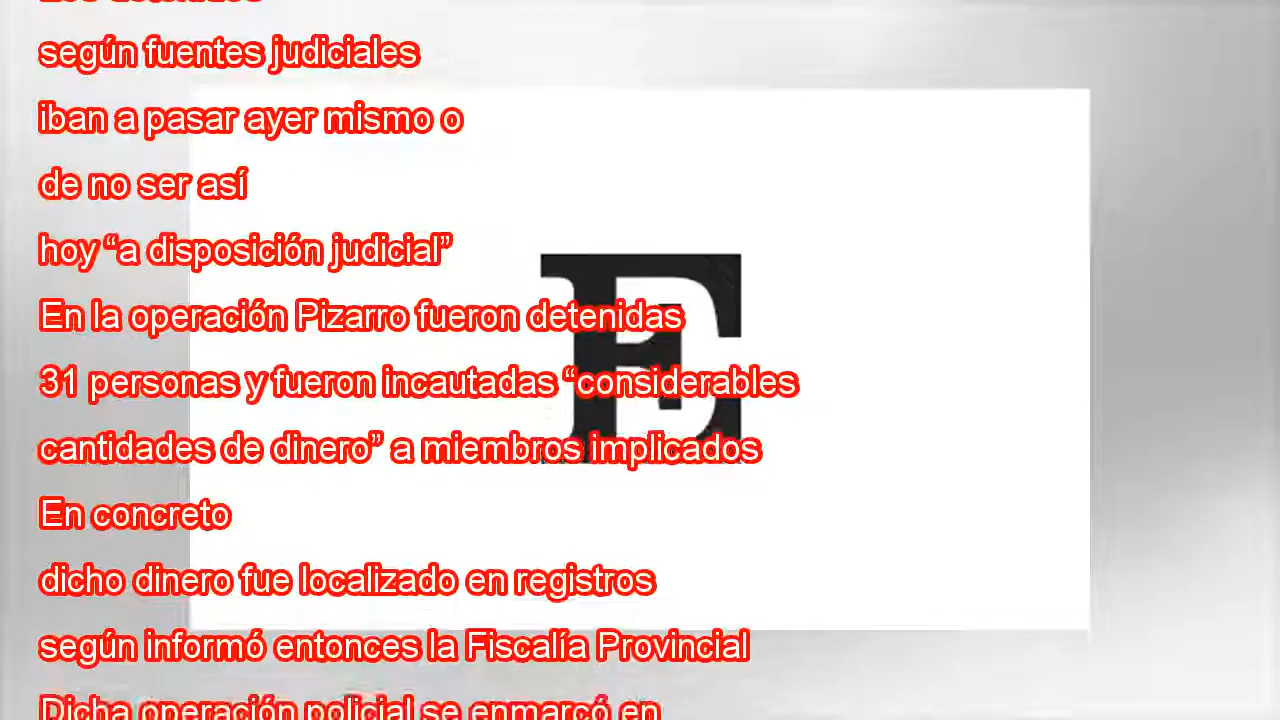 Los detenidos
según fuentes judiciales
iban a pasar ayer mismo o
de no ser así
hoy “a disposición judicial”
En la operación Pizarro fueron detenidas
31 personas y fueron incautadas “considerables
cantidades de dinero” a miembros implicados
En concreto
dicho dinero fue localizado en registros
según informó entonces la Fiscalía Provincial
Dicha operación policial se enmarcó en
E